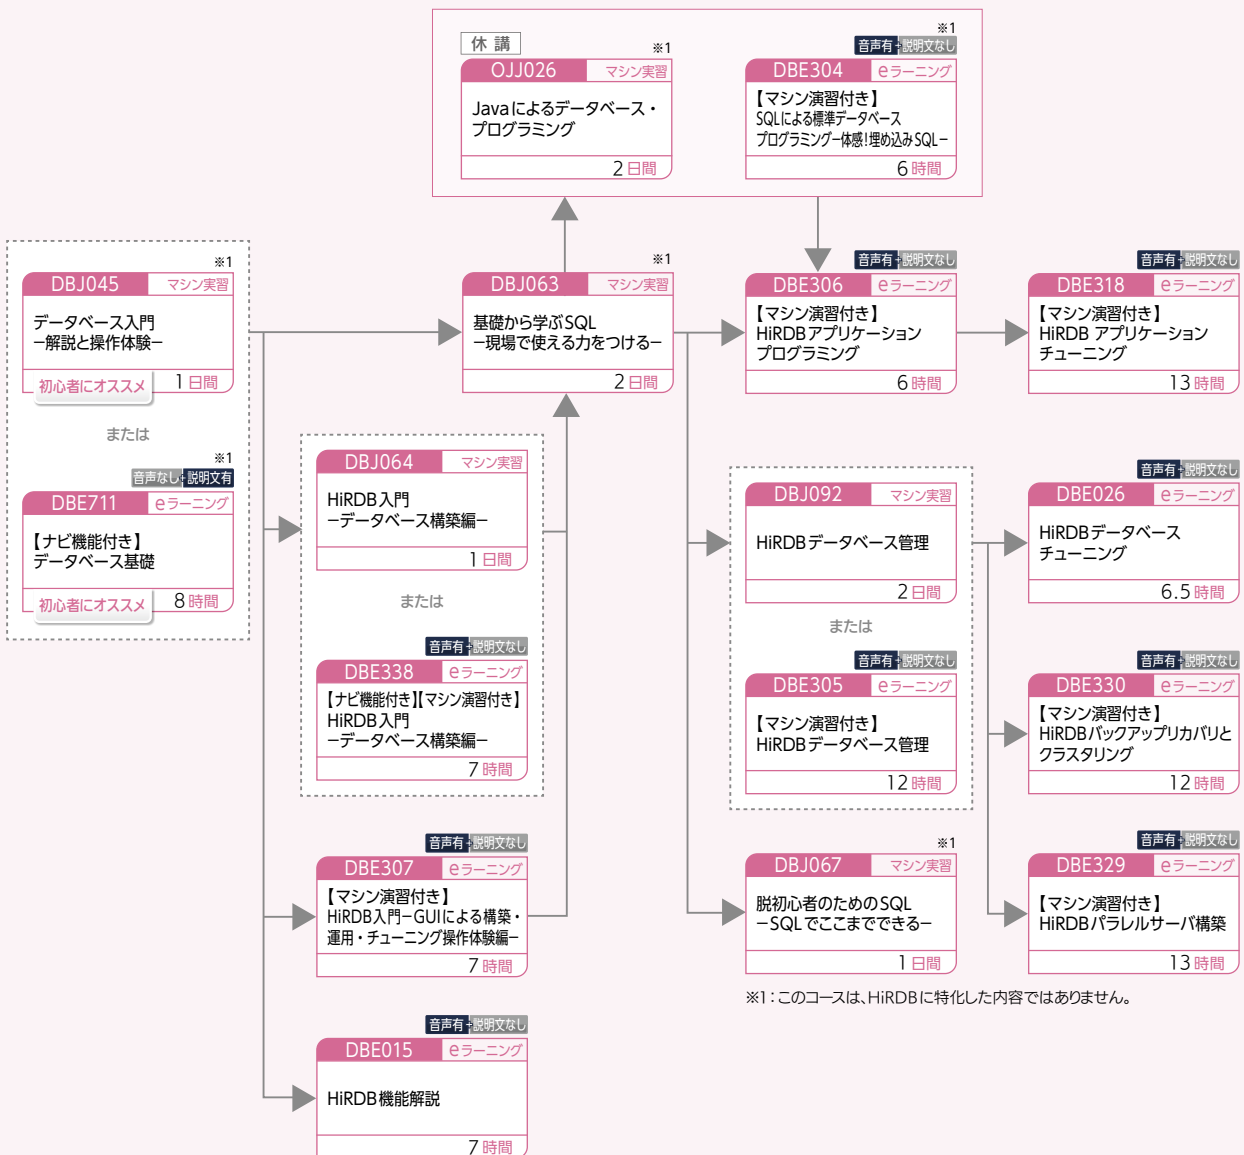 休 講
※1
OJJ026
マシン実習
Javaによるデータベース・
プログラミング
2日間
※1
音声有+説明文なし
DBE304
eラーニング
【マシン演習付き】
SQLによる標準データベース
プログラミングー体感!埋め込みSQLー
6時間
※1
DBJ045
マシン実習
データベース入門
ー解説と操作体験ー
初心者にオススメ
1日間
または
※1
音声なし+説明文有
DBE711
eラーニング
【ナビ機能付き】
データベース基礎
初心者にオススメ
8時間
※1
DBJ063
マシン実習
基礎から学ぶSQL
ー現場で使える力をつけるー
2日間
DBJ064
マシン実習
HiRDB入門
ーデータベース構築編ー
1日間
または
音声有+説明文なし
DBE338
eラーニング
【ナビ機能付き】【マシン演習付き】
HiRDB入門
ーデータベース構築編ー
7時間
音声有+説明文なし
DBE307
eラーニング
【マシン演習付き】
HiRDB入門ーGUIによる構築・
運用・チューニング操作体験編ー
7時間
音声有+説明文なし
DBE015
eラーニング
HiRDB機能解説
7時間
音声有+説明文なし
DBE306
eラーニング
【マシン演習付き】
HiRDBアプリケーション
プログラミング
6時間
音声有+説明文なし
DBE318
eラーニング
【マシン演習付き】
HiRDB アプリケーション
チューニング
13時間
DBJ092
マシン実習
HiRDBデータベース管理
2日間
または
音声有+説明文なし
DBE305
eラーニング
【マシン演習付き】
HiRDBデータベース管理
12時間
※1
DBJ067
マシン実習
脱初心者のためのSQL
ーSQLでここまでできるー
1日間
音声有+説明文なし
DBE026
eラーニング
HiRDBデータベース
チューニング
6.5時間
音声有+説明文なし
DBE330
eラーニング
【マシン演習付き】
HiRDBバックアップリカバリと
クラスタリング
12時間
音声有+説明文なし
DBE329
eラーニング
【マシン演習付き】
HiRDBパラレルサーバ構築
13時間
※1:このコースは、HiRDBに特化した内容ではありません。